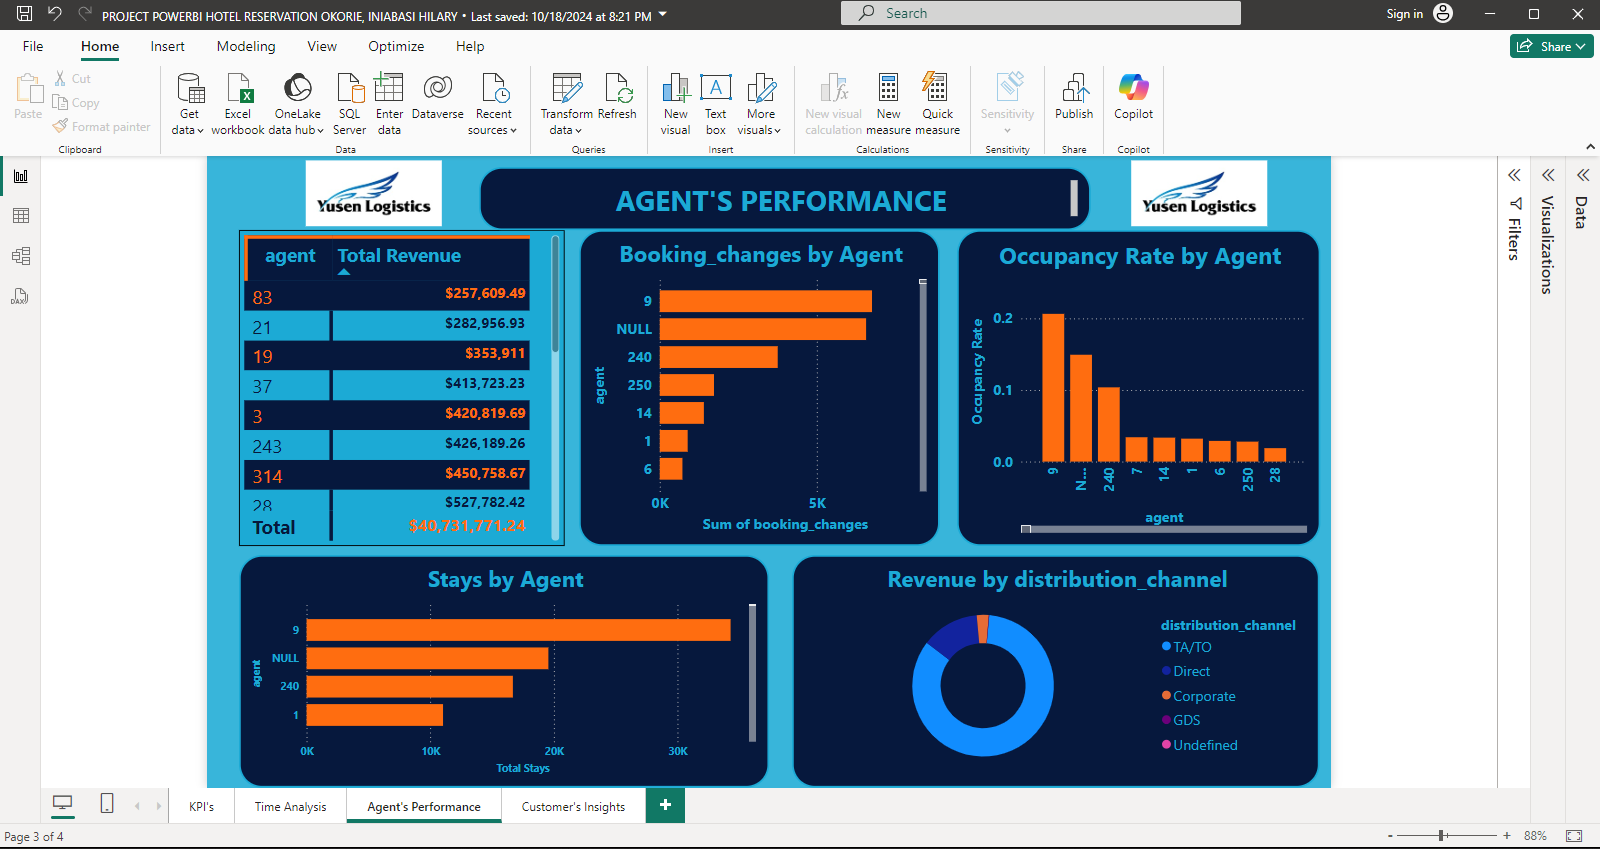 PROJECT POWERBI HOTEL RESERVATION OKORIE, INIABASI HILARY • Last saved: 10/18/2024 at 8:21 PM
Search
Sign in
File
Home
Insert
Modeling
View
Optimize
Help
Share
Paste
Cut
Copy
Format painter
Clipboard
Get data
Excel workbook
OneLake data hub
SQL Server
Enter data
Dataverse
Recent sources
Data
Transform data
Refresh
Queries
New visual
Text box
More visuals
Insert
New visual calculation
New measure
Quick measure
Calculations
Sensitivity
Sensitivity
Publish
Share
Copilot
Copilot
Yusen Logistics
AGENT'S PERFORMANCE
Yusen Logistics
agent Total Revenue
83 $257,609.49
21 $282,956.93
19 $353,911
37 $413,723.23
3 $420,819.69
243 $426,189.26
314 $450,758.67
28 $527,782.42
Total $40,731,771.24
Booking_changes by Agent
agent
9
NULL
240
250
14
1
6
0K 5K
Sum of booking_changes
Occupancy Rate by Agent
Occupancy Rate
0.2
0.1
0.0
9 N... 240 7 14 1 6 250 28
agent
Stays by Agent
agent
9
NULL
240
1
0K 10K 20K 30K
Total Stays
Revenue by distribution_channel
distribution_channel
TA/TO
Direct
Corporate
GDS
Undefined
Filters
Visualizations
Data
DAX
KPI's
Time Analysis
Agent's Performance
Customer's Insights
+
Page 3 of 4
- + 88%